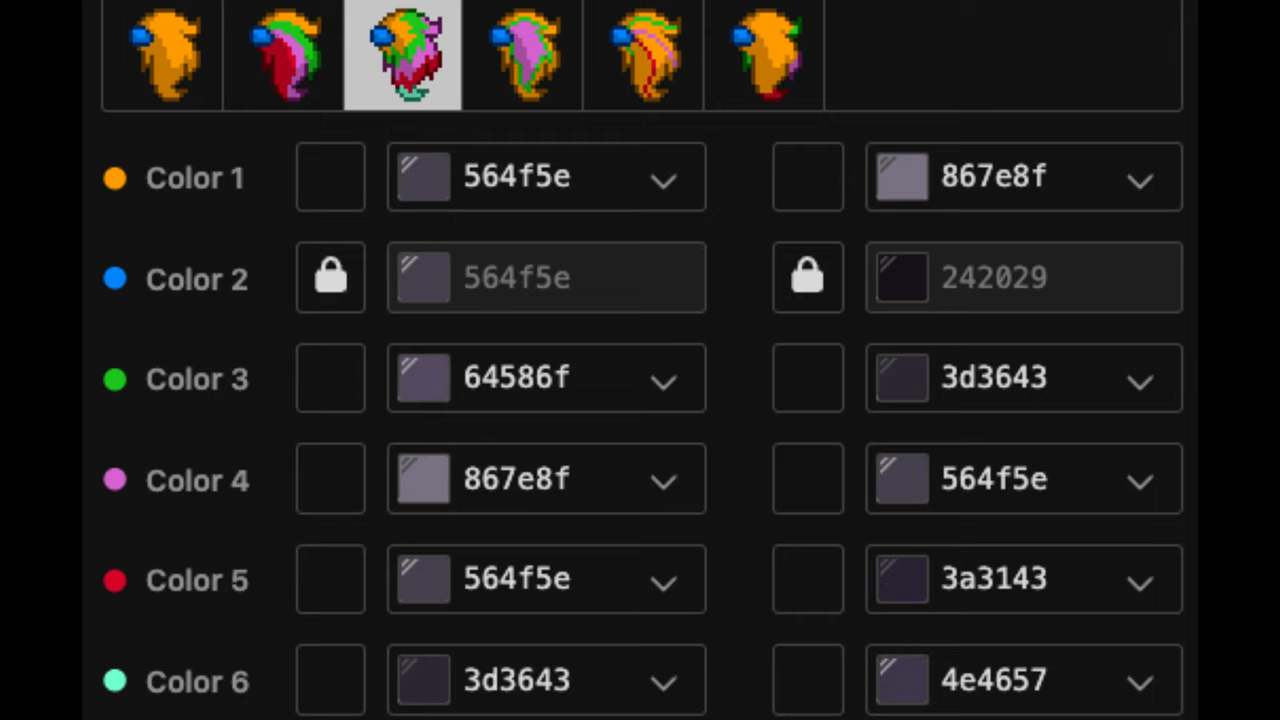 Color 1 564f5e 867e8f
Color 2 564f5e 242029
Color 3 64586f 3d3643
Color 4 867e8f 564f5e
Color 5 564f5e 3a3143
Color 6 3d3643 4e4657